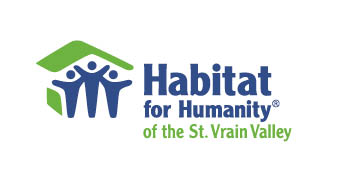 Habitat
for Humanity®
of the St. Vrain Valley